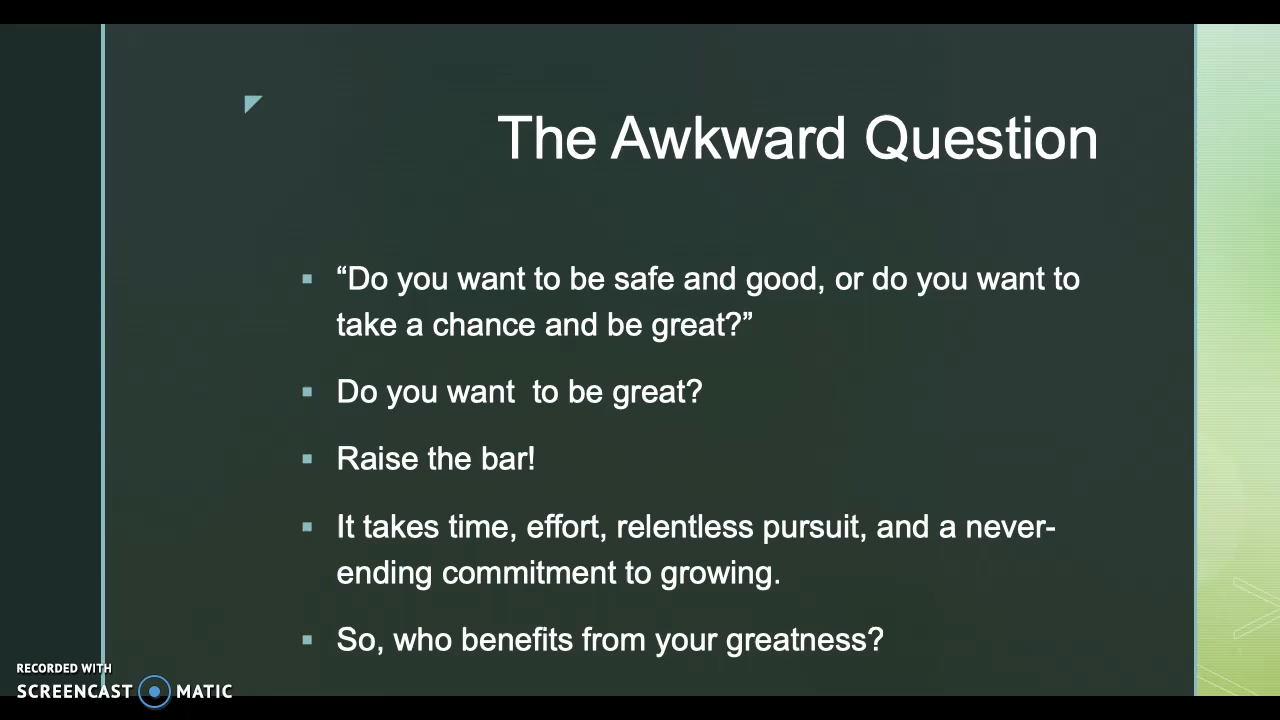 The Awkward Question
▪ “Do you want to be safe and good, or do you want to
take a chance and be great?”
▪ Do you want  to be great?
▪ Raise the bar!
▪ It takes time, effort, relentless pursuit, and a never-
ending commitment to growing.
▪ So, who benefits from your greatness?
RECORDED WITH
SCREENCAST MATIC